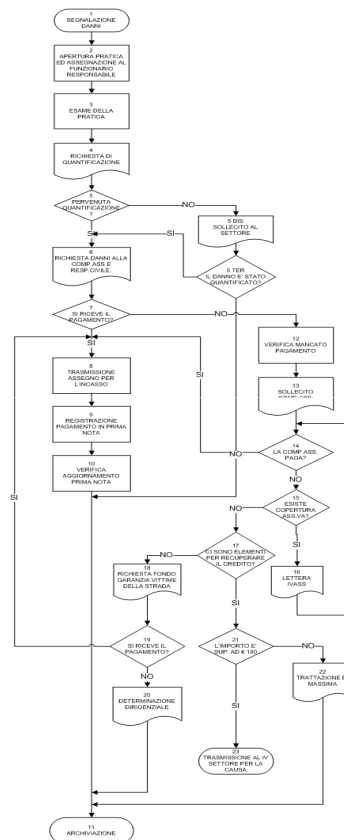 1
SEGNALAZIONE
DANNI
2
APERTURA PRATICA
ED ASSEGNAZIONE AL
FUNZIONARIO
RESPONSABILE
3
ESAME DELLA
PRATICA
4
RICHIESTA DI
QUANTIFICAZIONE
5
PERVENUTA
QUANTIFICAZIONE
?
NO
5 BIS
SOLLECITO AL
SETTORE
SI
SI
5 TER
IL DANNO E' STATO
QUANTIFICATO?
6
RICHIESTA DANNI ALLA
COMP.ASS E
RESP.CIVILE.
7
SI RICEVE IL
PAGAMENTO?
NO
SI
12
VERIFICA MANCATO
PAGAMENTO
8
TRASMISSIONE
ASSEGNO PER
L'INCASSO
SI
13
SOLLECITO
SI
9
REGISTRAZIONE
PAGAMENTO IN PRIMA
NOTA
10
VERIFICA
AGGIORNAMENTO
PRIMA NOTA
NO
NO
14
LA COMP.ASS.
PAGA?
NO
15
ESISTE
COPERTURA
ASS.VA?
NO
SI
17
CI SONO ELEMENTI
PER RECUPERARE
IL CREDITO?
NO
18
RICHIESTA FONDO
GARANZIA VITTIME
DELLA STRADA
16
LETTERA
IVASS
SI
19
SI RICEVE IL
PAGAMENTO?
NO
21
L'IMPORTO E'
SUP. AD € 180
NO
20
DETERMINAZIONE
DIRIGENZIALE
22
TRATTAZIONE DI
MASSIMA
SI
23
TRASMISSIONE AL IV
SETTORE PER LA
CAUSA
11
ARCHIVIAZIONE